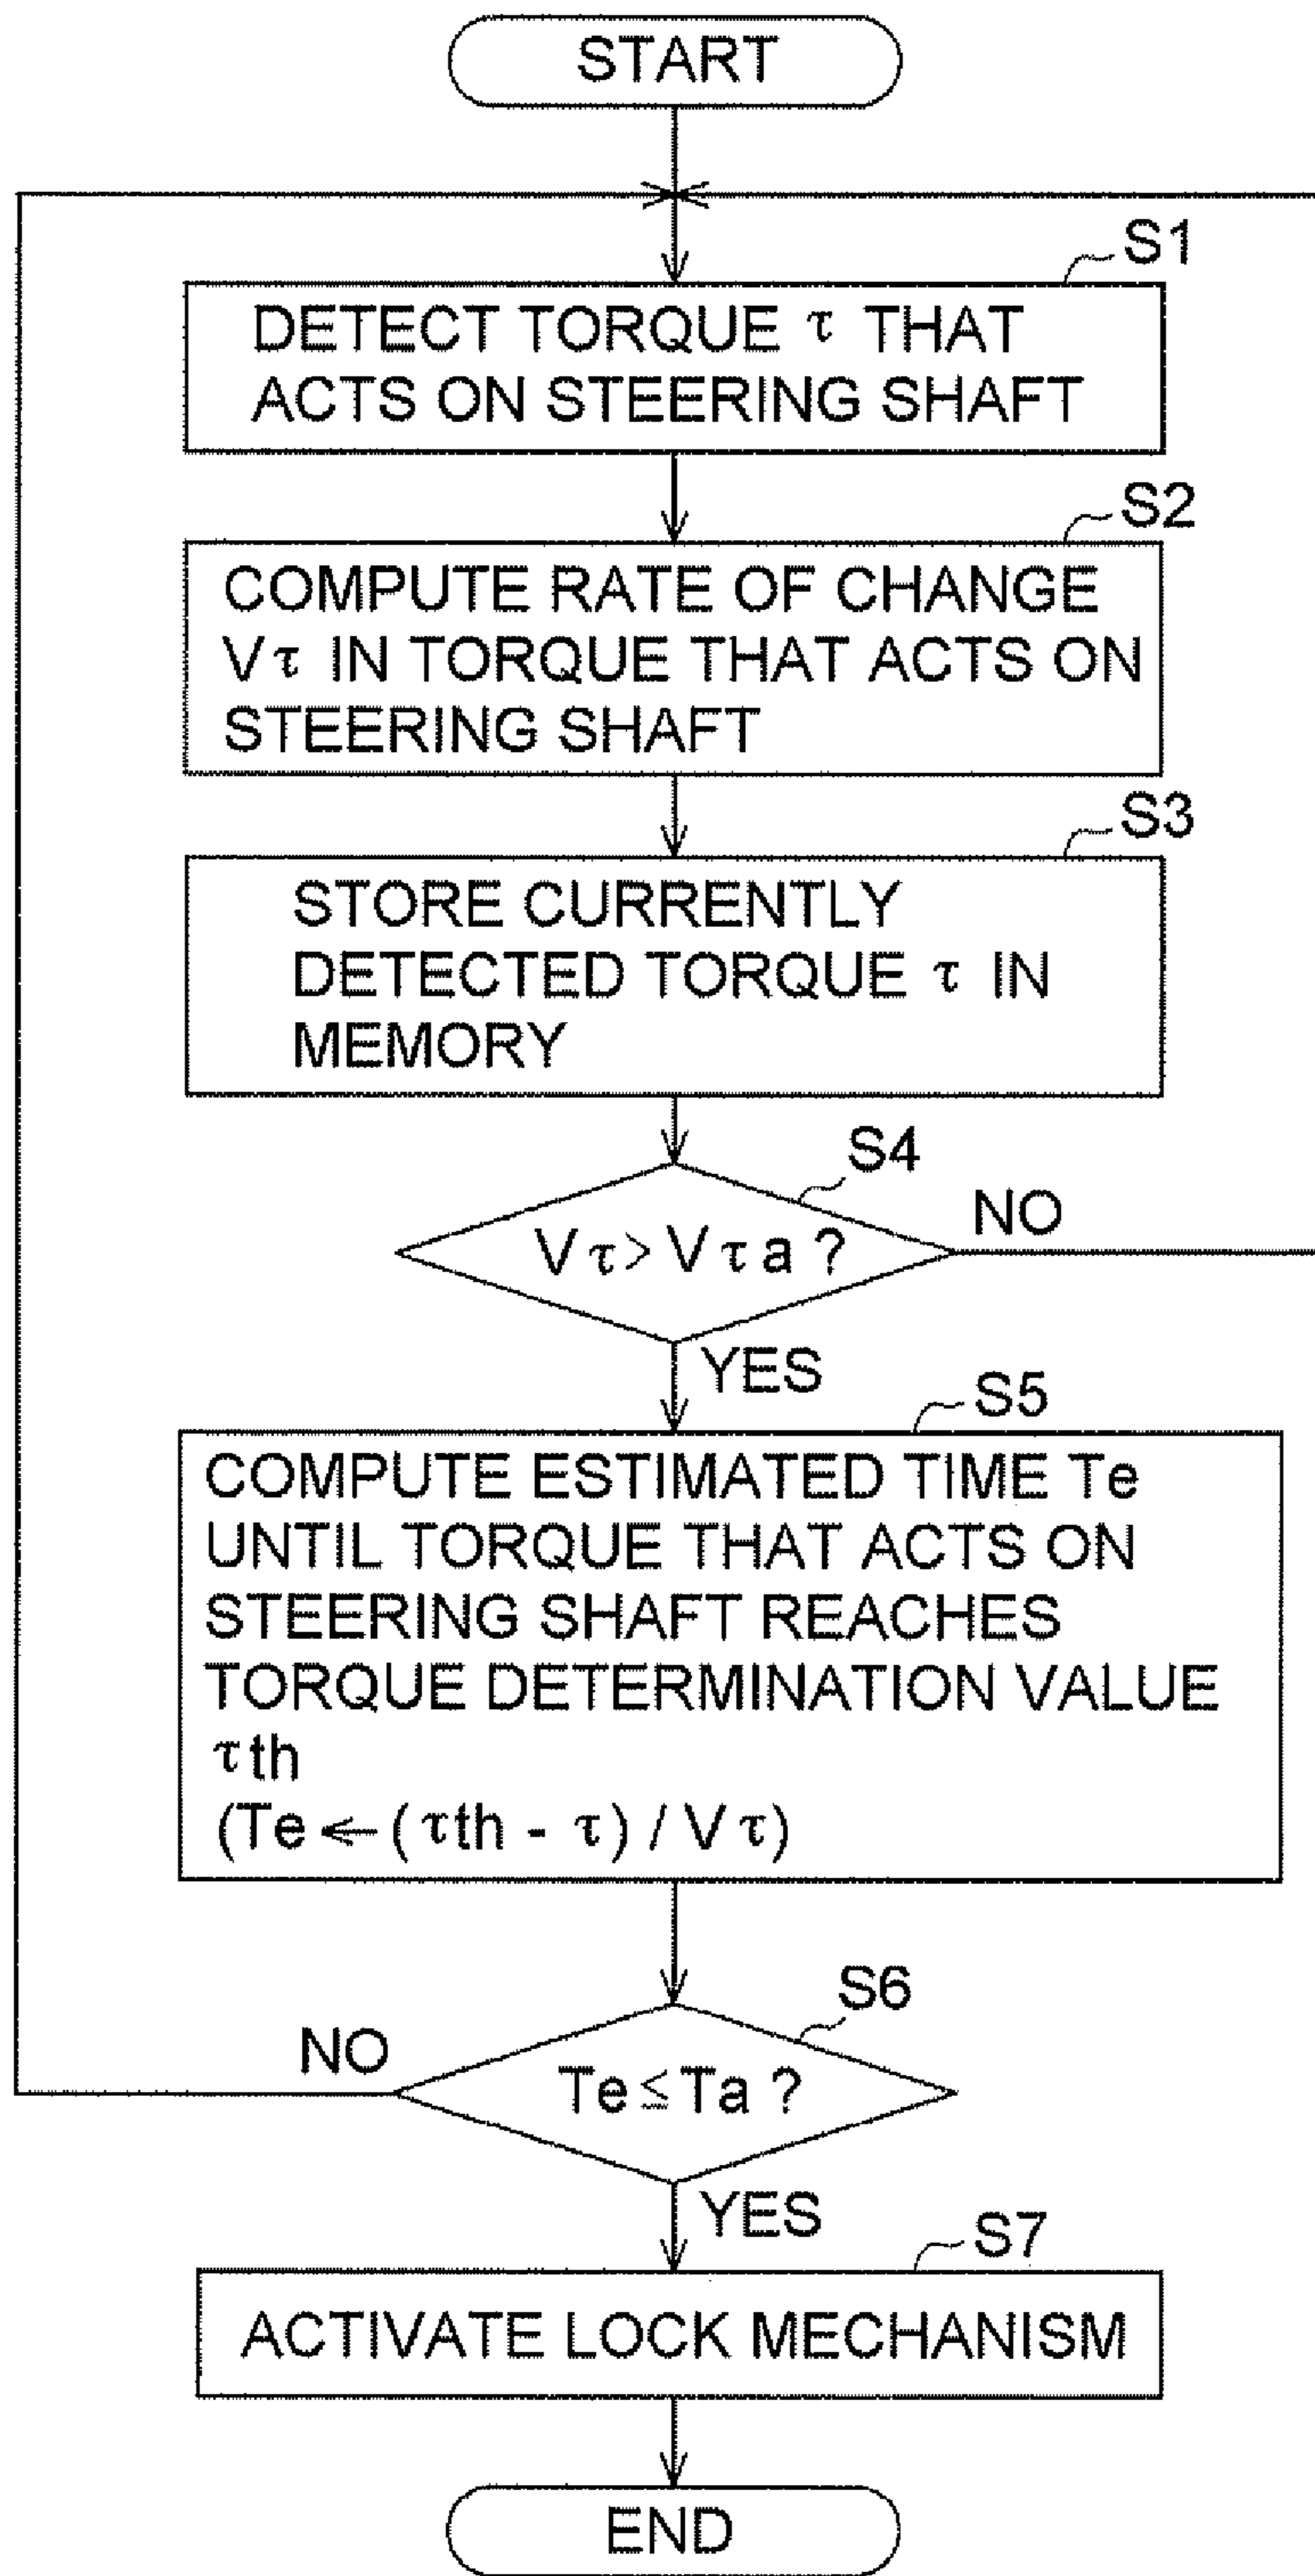 START
S1
DETECT TORQUE τ THAT
ACTS ON STEERING SHAFT
S2
COMPUTE RATE OF CHANGE
Vτ IN TORQUE THAT ACTS ON
STEERING SHAFT
S3
STORE CURRENTLY
DETECTED TORQUE τ IN
MEMORY
S4
Vτ > Vτa ?
NO
YES
S5
COMPUTE ESTIMATED TIME Te
UNTIL TORQUE THAT ACTS ON
STEERING SHAFT REACHES
TORQUE DETERMINATION VALUE
τth
(Te ← (τth - τ) / Vτ)
S6
NO
Te ≦ Ta ?
YES
S7
ACTIVATE LOCK MECHANISM
END